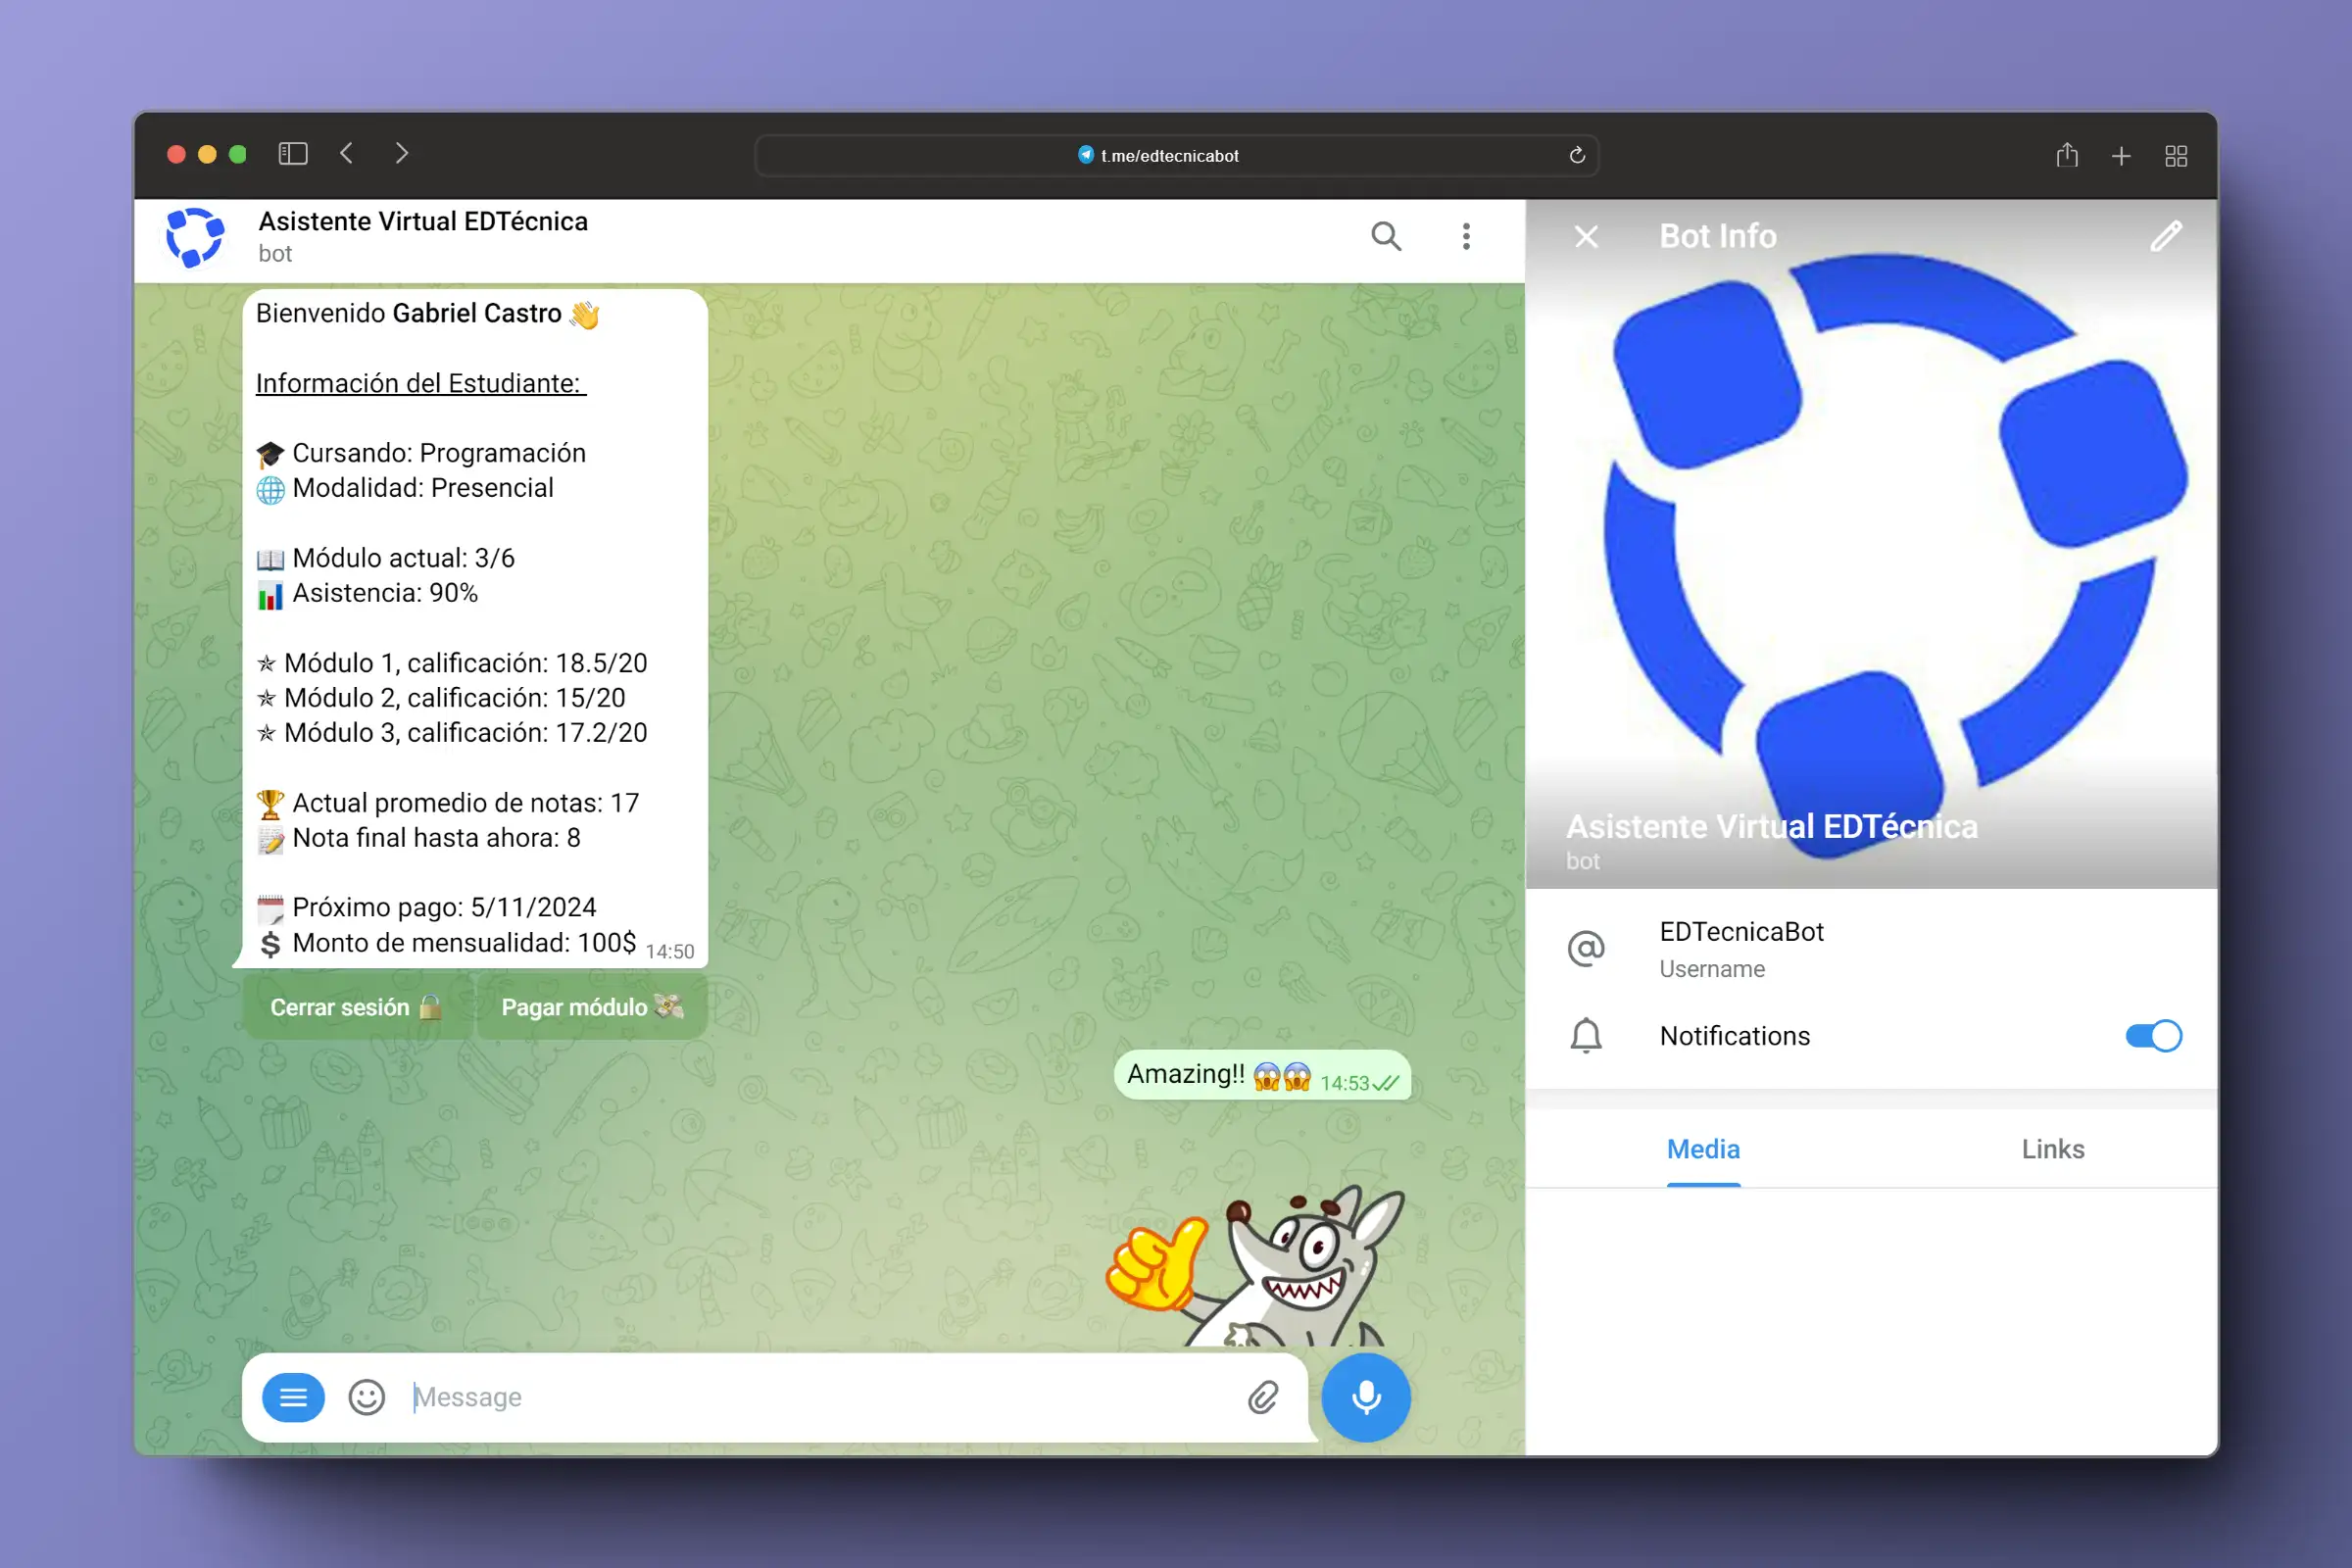 t.me/edtecnicabot
Asistente Virtual EDTécnica
bot
Bienvenido Gabriel Castro 👋
Información del Estudiante:
🎓 Cursando: Programación
🌐 Modalidad: Presencial
📖 Módulo actual: 3/6
📊 Asistencia: 90%
✯ Módulo 1, calificación: 18.5/20
✯ Módulo 2, calificación: 15/20
✯ Módulo 3, calificación: 17.2/20
🏆 Actual promedio de notas: 17
📝 Nota final hasta ahora: 8
🗓️ Próximo pago: 5/11/2024
💲 Monto de mensualidad: 100$ 14:50
Cerrar sesión 🔒
Pagar módulo 💸
Amazing!! 😱😱 14:53
Message
Bot Info
Asistente Virtual EDTécnica
bot
EDTecnicaBot
Username
Notifications
Media
Links